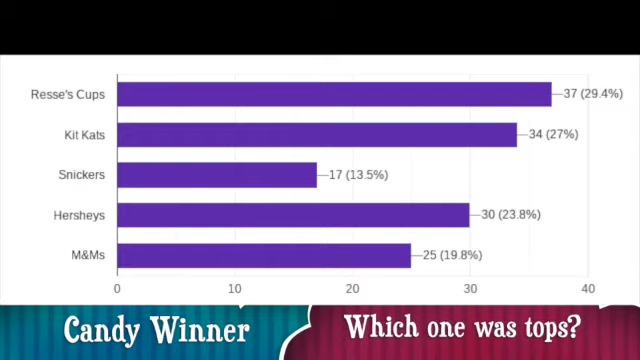 Resse's Cups 37 (29.4%)
Kit Kats 34 (27%)
Snickers 17 (13.5%)
Hersheys 30 (23.8%)
M&Ms 25 (19.8%)
0 10 20 30 40
Candy Winner
Which one was tops?